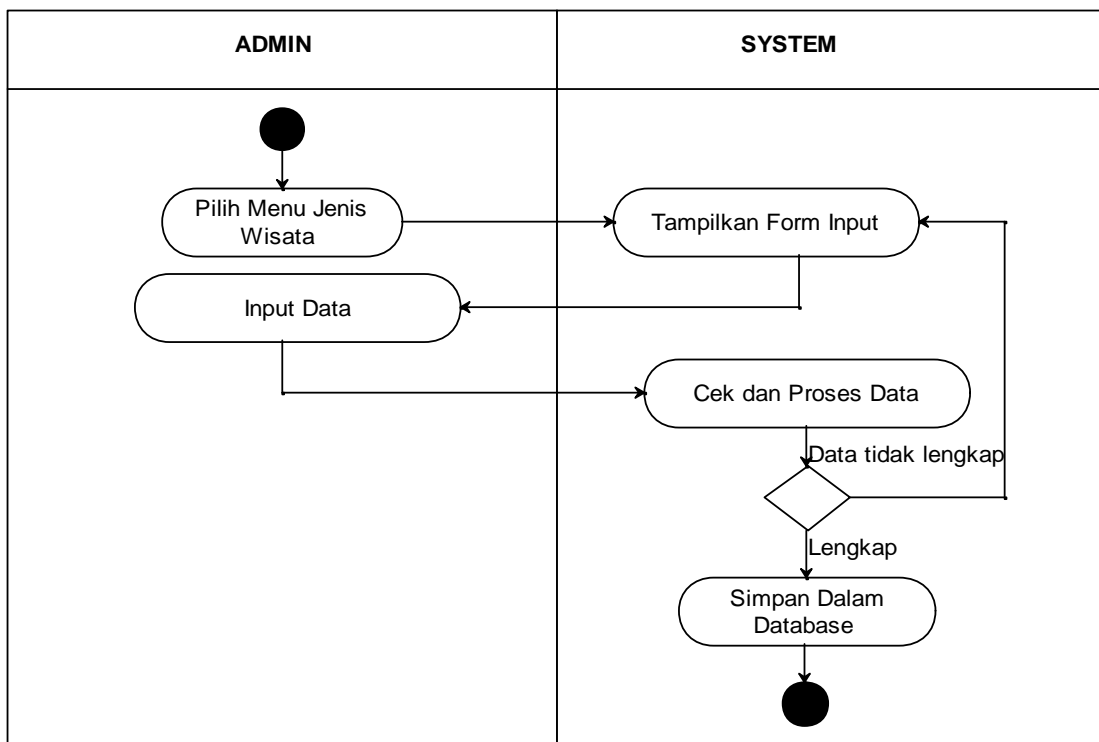 ADMIN
SYSTEM
Pilih Menu Jenis
Wisata
Tampilkan Form Input
Input Data
Cek dan Proses Data
Data tidak lengkap
Lengkap
Simpan Dalam
Database